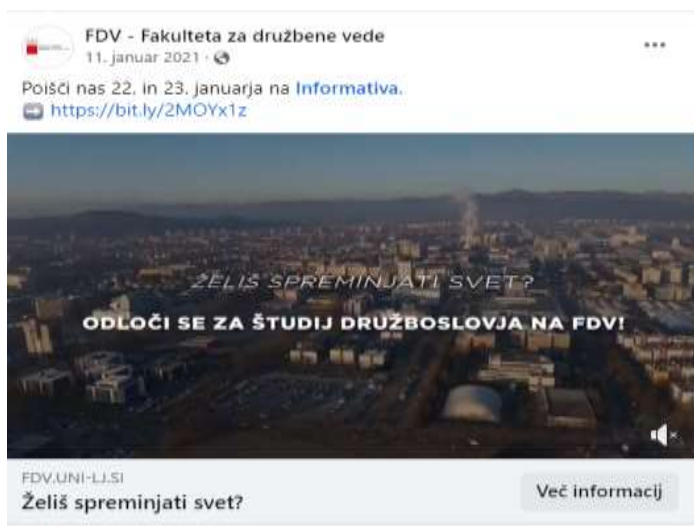 FDV - Fakulteta za družbene vede
11. januar 2021 ·
Poišči nas 22. in 23. januarja na Informativa.
https://bit.ly/2MOYx1z
ŽELIŠ SPREMINJATI SVET?
ODLOČI SE ZA ŠTUDIJ DRUŽBOSLOVJA NA FDV!
FDV.UNI-LJ.SI
Želiš spreminjati svet?
Več informacij